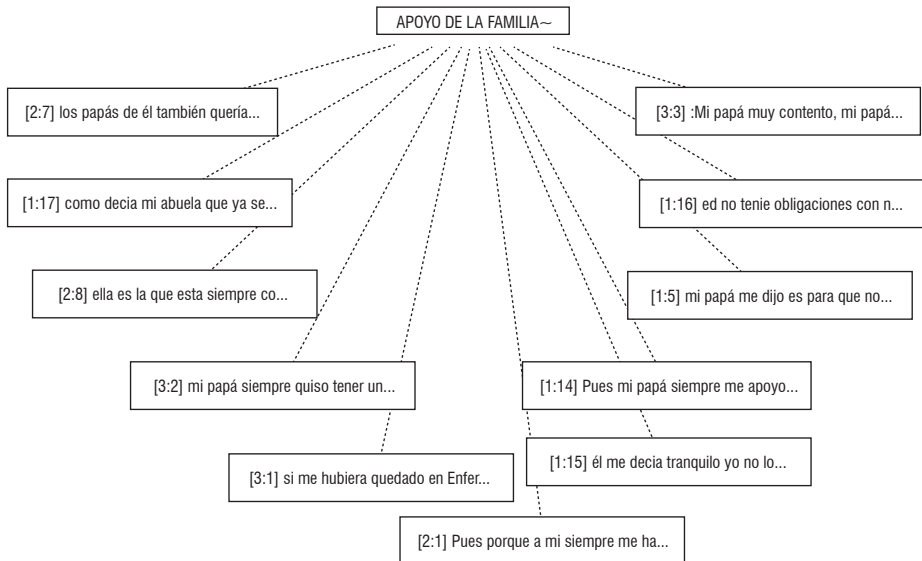 APOYO DE LA FAMILIA~
[2:7] los papás de él también quería...
[3:3] :Mi papá muy contento, mi papá...
[1:17] como decia mi abuela que ya se...
[1:16] ed no tenie obligaciones con n...
[2:8] ella es la que esta siempre co...
[1:5] mi papá me dijo es para que no...
[3:2] mi papá siempre quiso tener un...
[1:14] Pues mi papá siempre me apoyo...
[3:1] si me hubiera quedado en Enfer...
[1:15] él me decia tranquilo yo no lo...
[2:1] Pues porque a mi siempre me ha...